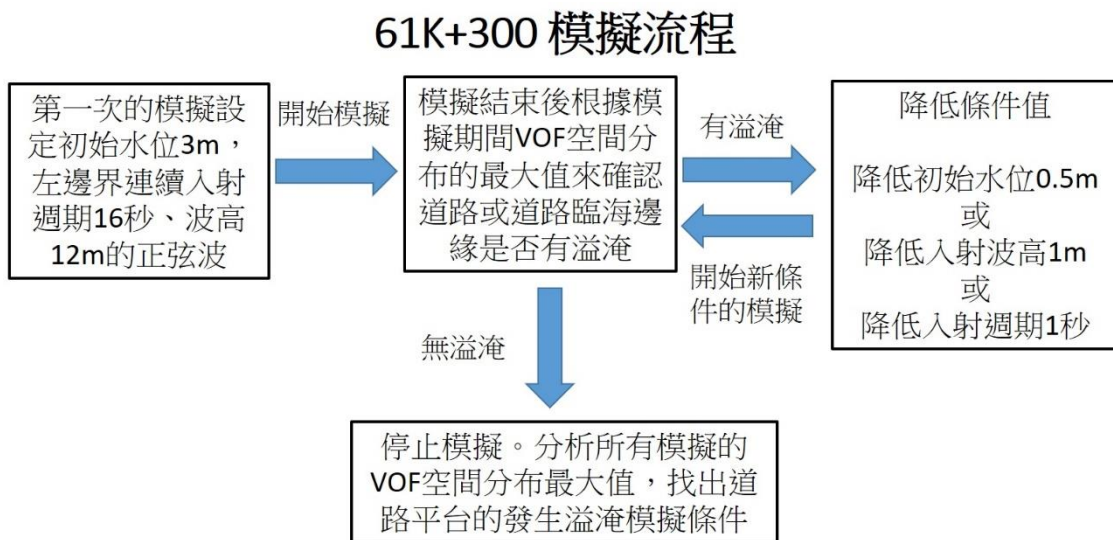 61K+300 模擬流程
第一次的模擬設
定初始水位3m，
左邊界連續入射
週期16秒、波高
12m的正弦波
開始模擬
模擬結束後根據模
擬期間VOF空間分
布的最大值來確認
道路或道路臨海邊
緣是否有溢淹
有溢淹
開始新條
件的模擬
降低條件值
降低初始水位0.5m
或
降低入射波高1m
或
降低入射週期1秒
無溢淹
停止模擬。分析所有模擬的
VOF空間分布最大值，找出道
路平台的發生溢淹模擬條件